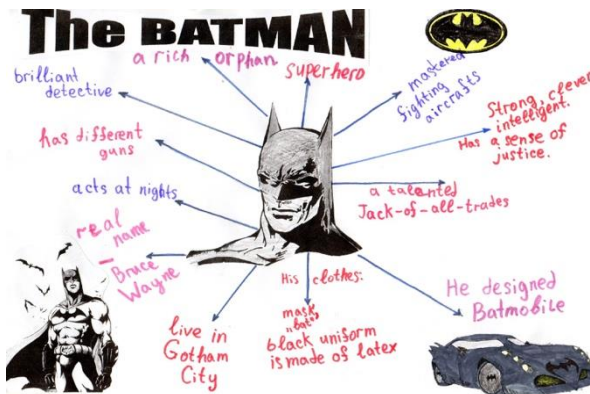 The BATMAN
a rich orphan
superhero
brilliant
detective
mastered
fighting
aircrafts
Strong, clever
intelligent.
Has a sense of
justice.
has different
guns
acts at nights
a talanted
Jack-of-all-trades
real
name
–
Bruce
Wayne
His clothes:
mask
"bat"
black uniform
is made of latex
live in
Gotham
City
He designed
Batmobile